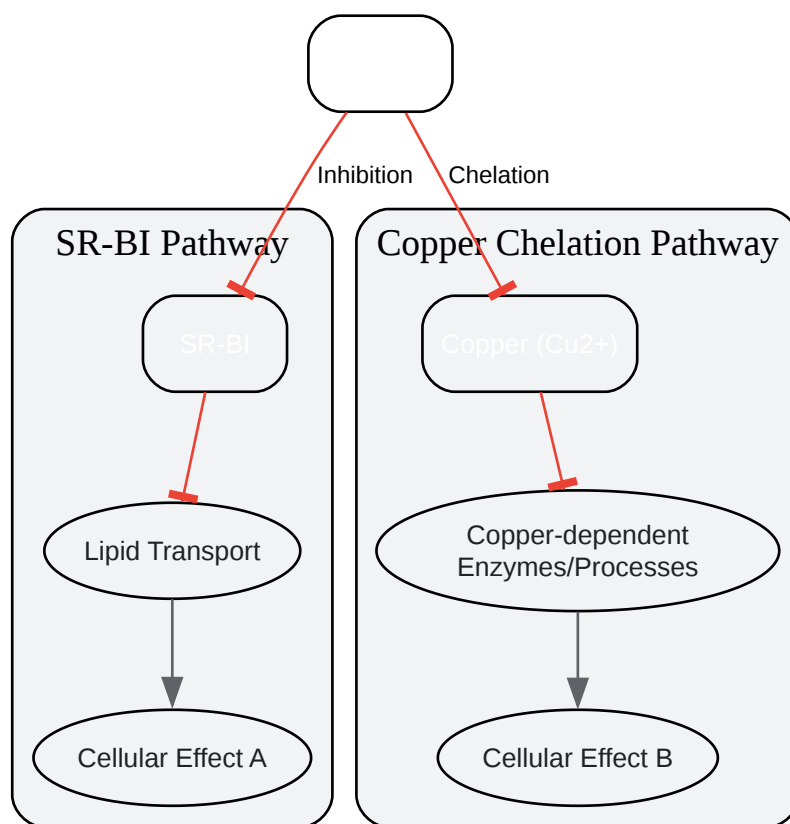 Inhibition
Chelation
SR-BI Pathway
Copper Chelation Pathway
SR-BI
Copper (Cu2+)
Lipid Transport
Copper-dependent
Enzymes/Processes
Cellular Effect A
Cellular Effect B